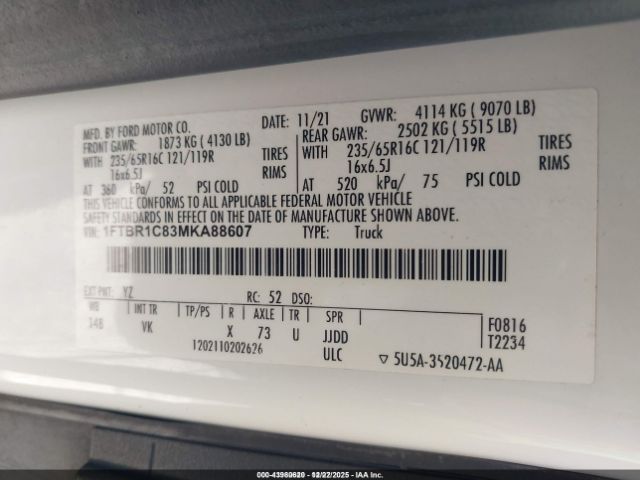 MFD. BY FORD MOTOR CO. DATE: 11/21 GVWR: 4114 KG ( 9070 LB)
FRONT GAWR: 1873 KG ( 4130 LB) REAR GAWR: 2502 KG ( 5515 LB)
WITH 235/65R16C 121/119R TIRES WITH 235/65R16C 121/119R TIRES
16x6.5J RIMS 16x6.5J RIMS
AT 360 kPa/ 52 PSI COLD AT 520 kPa/ 75 PSI COLD
THIS VEHICLE CONFORMS TO ALL APPLICABLE FEDERAL MOTOR VEHICLE
SAFETY STANDARDS IN EFFECT ON THE DATE OF MANUFACTURE SHOWN ABOVE.
VIN: 1FTBR1C83MKA88607 TYPE: Truck
EXT PNT: YZ RC: 52 DSO:
WB INT TR TP/PS R AXLE TR SPR
148 VK X 73 U JJDD F0816
1202110202626 ULC T2234
▽ 5U5A-3520472-AA
000-43960620 - 12/27/2025 - IAA Inc.